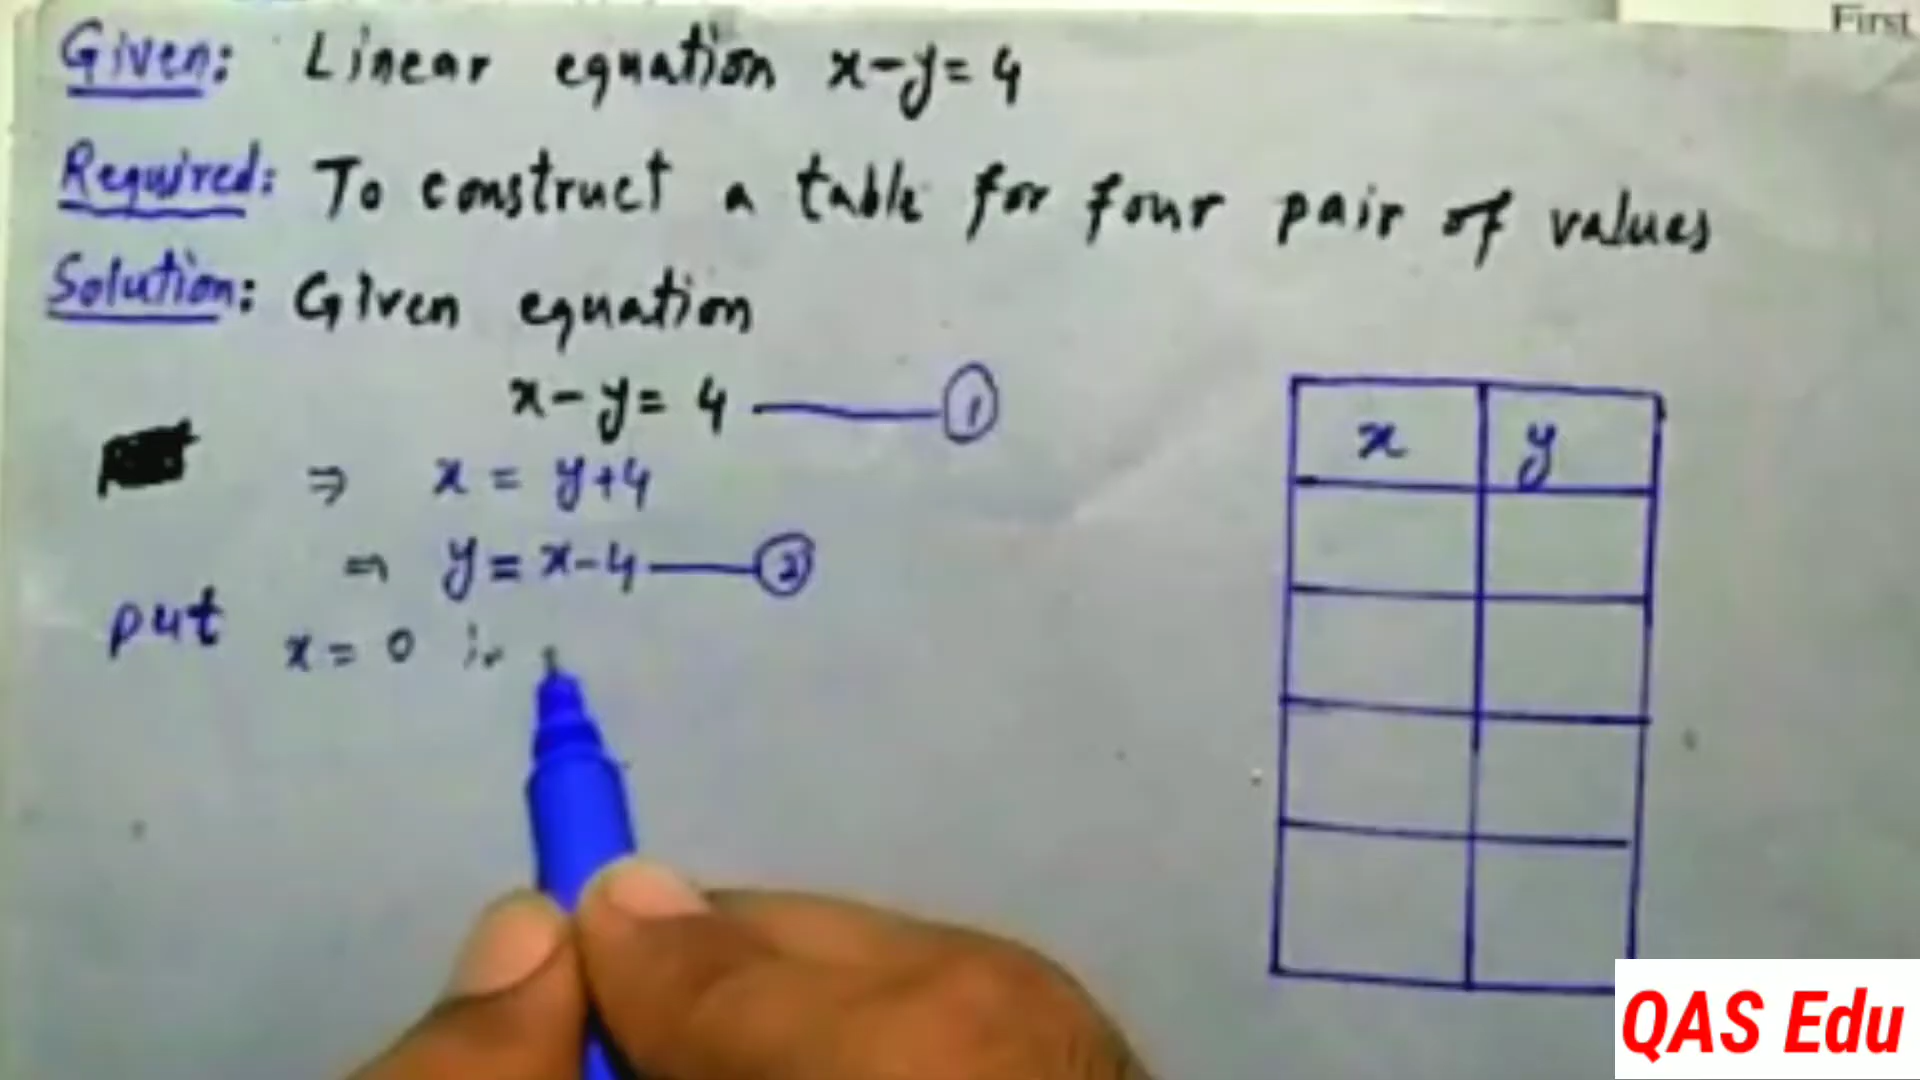 First
Given: Linear equation x-y=4
Required: To construct a table for four pair of values
Solution: Given equation
x-y=4 ——— ①
⇒ x = y+4
⇒ y = x-4 ——— ②
put x=0 in
x y
QAS Edu